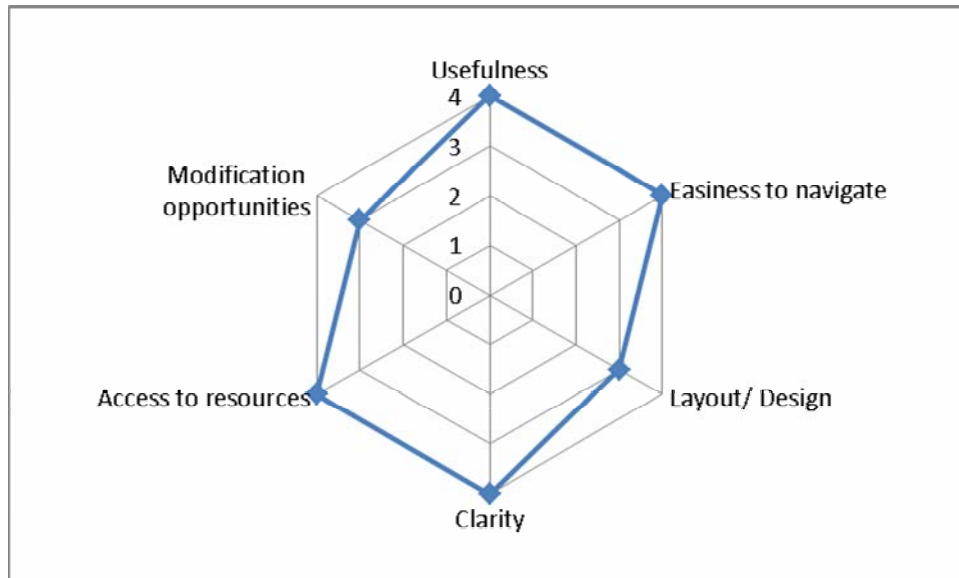 Usefulness
4
3
2
1
0
Modification
opportunities
Easiness to navigate
Access to resources
Layout/ Design
Clarity